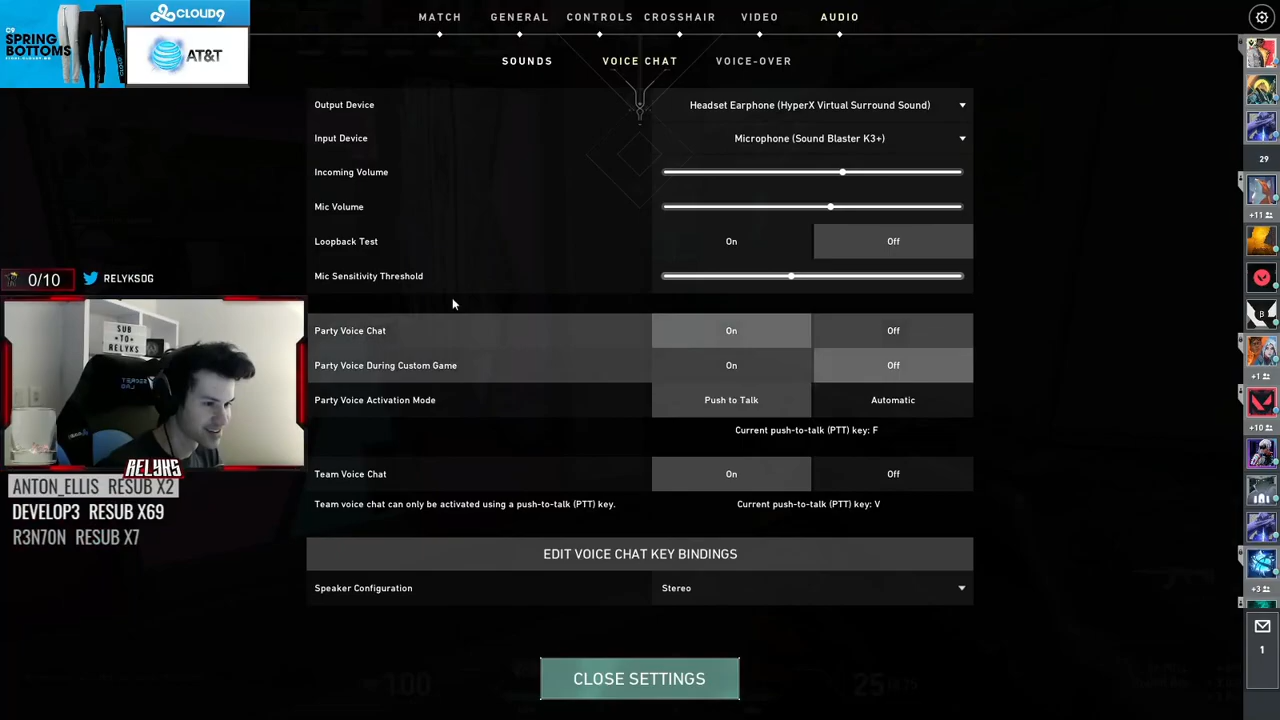 CLOUD9
C9
SPRING
BOTTOMS
AT&T
MATCH
GENERAL
CONTROLS
CROSSHAIR
VIDEO
AUDIO
SOUNDS
VOICE CHAT
VOICE-OVER
Output Device
Headset Earphone (HyperX Virtual Surround Sound)
Input Device
Microphone (Sound Blaster K3+)
Incoming Volume
Mic Volume
Loopback Test
On
Off
Mic Sensitivity Threshold
Party Voice Chat
On
Off
Party Voice During Custom Game
On
Off
Party Voice Activation Mode
Push to Talk
Automatic
Current push-to-talk (PTT) key: F
Team Voice Chat
On
Off
Team voice chat can only be activated using a push-to-talk (PTT) key.
Current push-to-talk (PTT) key: V
EDIT VOICE CHAT KEY BINDINGS
Speaker Configuration
Stereo
CLOSE SETTINGS
0/10
RELYKSOG
SUB
+TO+
RELYKS
RELYKS
ANTON_ELLIS RESUB X2
DEVELOP3 RESUB X69
R3N70N RESUB X7
100
25
29
+11
+1
+10
+3
1